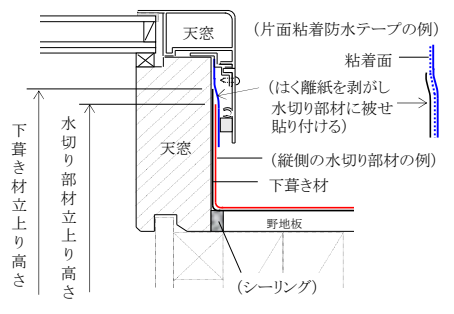 天窓
(片面粘着防水テープの例)
粘着面
(はく離紙を剥がし
水切り部材に被せ
貼り付ける)
天窓
(縦側の水切り部材の例)
下葺き材
野地板
(シーリング)
下葺き材立上り高さ
水切り部材立上り高さ